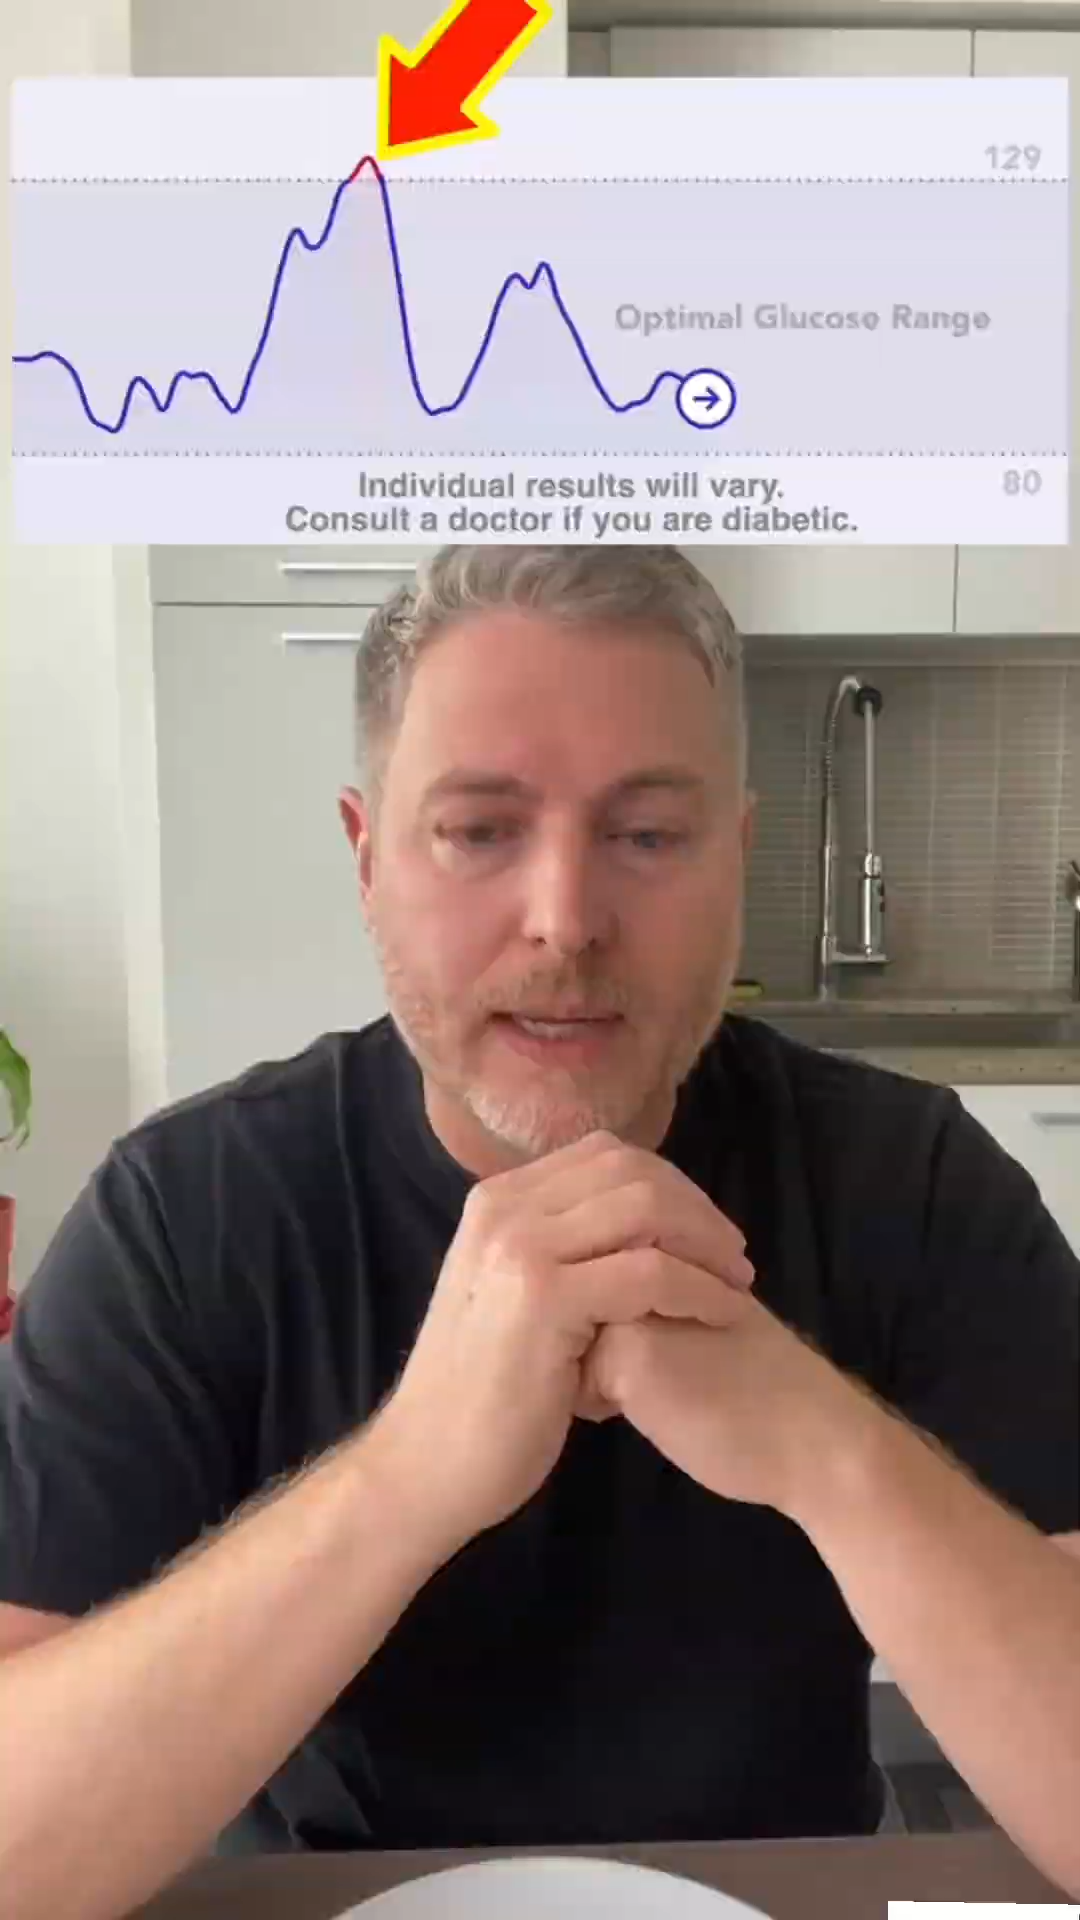 129
Optimal Glucose Range
Individual results will vary.
80
Consult a doctor if you are diabetic.